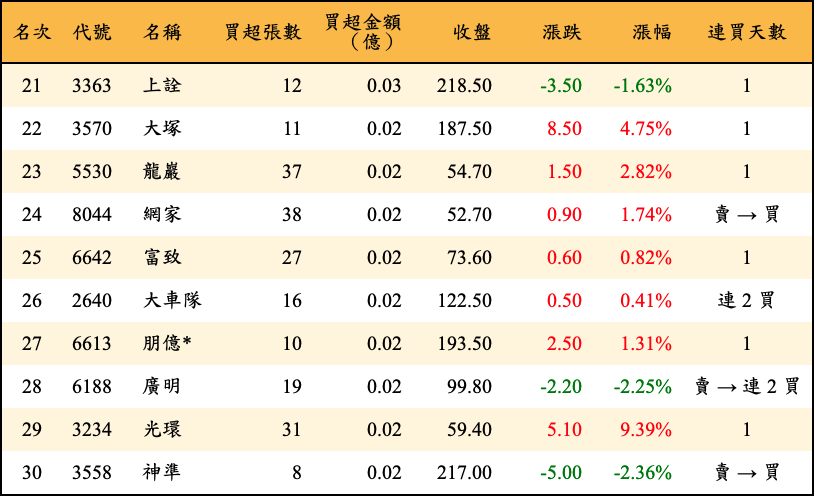 名次 代號 名稱 買超張數 買超金額（億） 收盤 漲跌 漲幅 連買天數
21 3363 上詮 12 0.03 218.50 -3.50 -1.63% 1
22 3570 大塚 11 0.02 187.50 8.50 4.75% 1
23 5530 龍巖 37 0.02 54.70 1.50 2.82% 1
24 8044 網家 38 0.02 52.70 0.90 1.74% 賣 → 買
25 6642 富致 27 0.02 73.60 0.60 0.82% 1
26 2640 大車隊 16 0.02 122.50 0.50 0.41% 連 2 買
27 6613 朋億* 10 0.02 193.50 2.50 1.31% 1
28 6188 廣明 19 0.02 99.80 -2.20 -2.25% 賣 → 連 2 買
29 3234 光環 31 0.02 59.40 5.10 9.39% 1
30 3558 神準 8 0.02 217.00 -5.00 -2.36% 賣 → 買